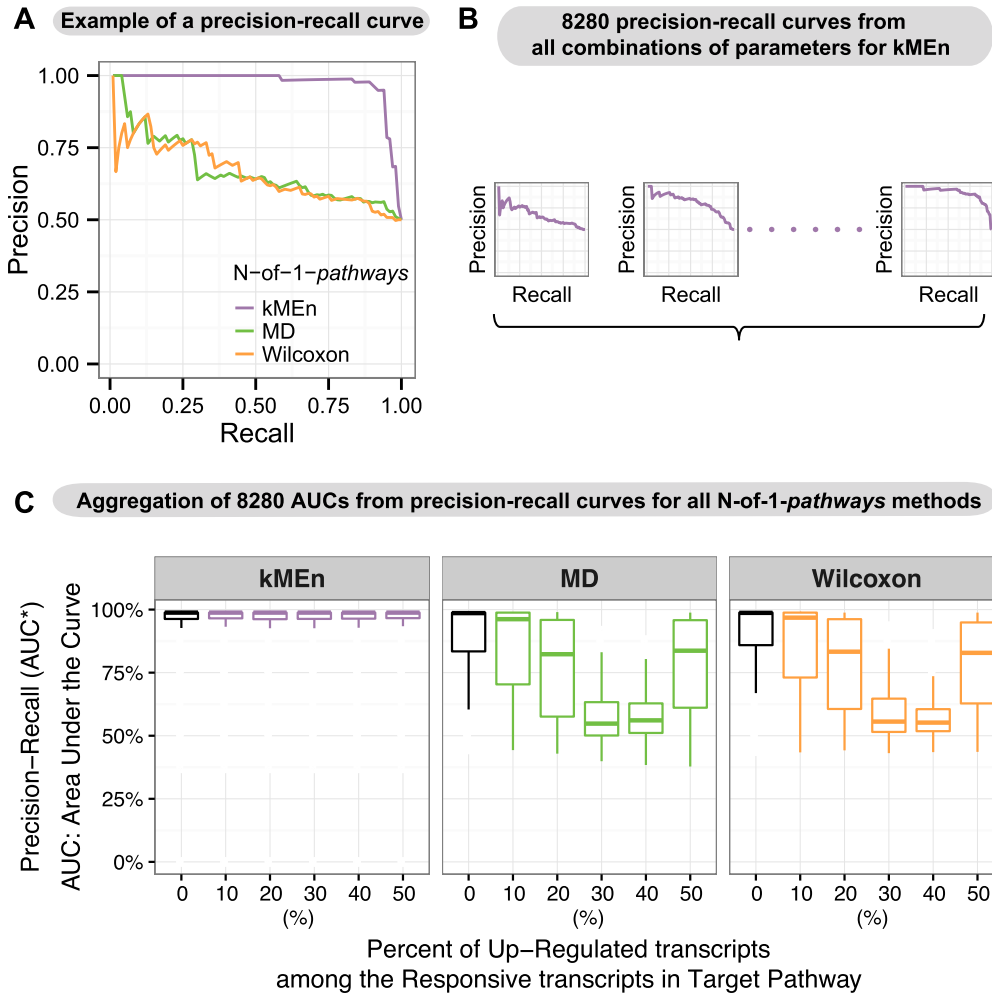 A
Example of a precision-recall curve
1.00
0.75
0.50
0.25
0.00
Precision
N−of−1−pathways
kMEn
MD
Wilcoxon
0.00 0.25 0.50 0.75 1.00
Recall
B
8280 precision-recall curves from
all combinations of parameters for kMEn
Precision
Recall
Precision
Recall
Precision
Recall
C
Aggregation of 8280 AUCs from precision-recall curves for all N-of-1-pathways methods
Precision−Recall (AUC*)
AUC: Area Under the Curve
kMEn MD Wilcoxon
100%
75%
50%
25%
0%
0 10 20 30 40 50 0 10 20 30 40 50 0 10 20 30 40 50
(%) (%) (%)
Percent of Up−Regulated transcripts
among the Responsive transcripts in Target Pathway